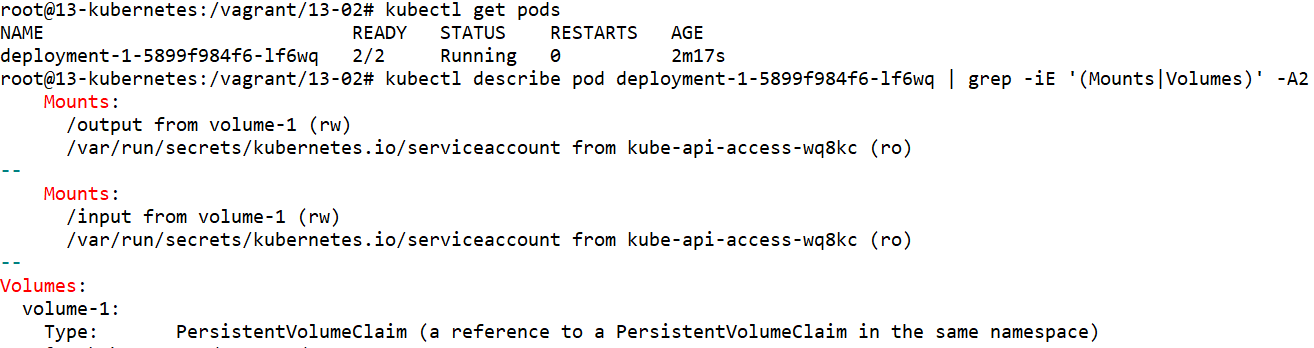 root@13-kubernetes:/vagrant/13-02# kubectl get pods
NAME                            READY   STATUS    RESTARTS   AGE
deployment-1-5899f984f6-lf6wq   2/2     Running   0          2m17s
root@13-kubernetes:/vagrant/13-02# kubectl describe pod deployment-1-5899f984f6-lf6wq | grep -iE '(Mounts|Volumes)' -A2
    Mounts:
      /output from volume-1 (rw)
      /var/run/secrets/kubernetes.io/serviceaccount from kube-api-access-wq8kc (ro)
--
    Mounts:
      /input from volume-1 (rw)
      /var/run/secrets/kubernetes.io/serviceaccount from kube-api-access-wq8kc (ro)
--
Volumes:
  volume-1:
    Type:       PersistentVolumeClaim (a reference to a PersistentVolumeClaim in the same namespace)